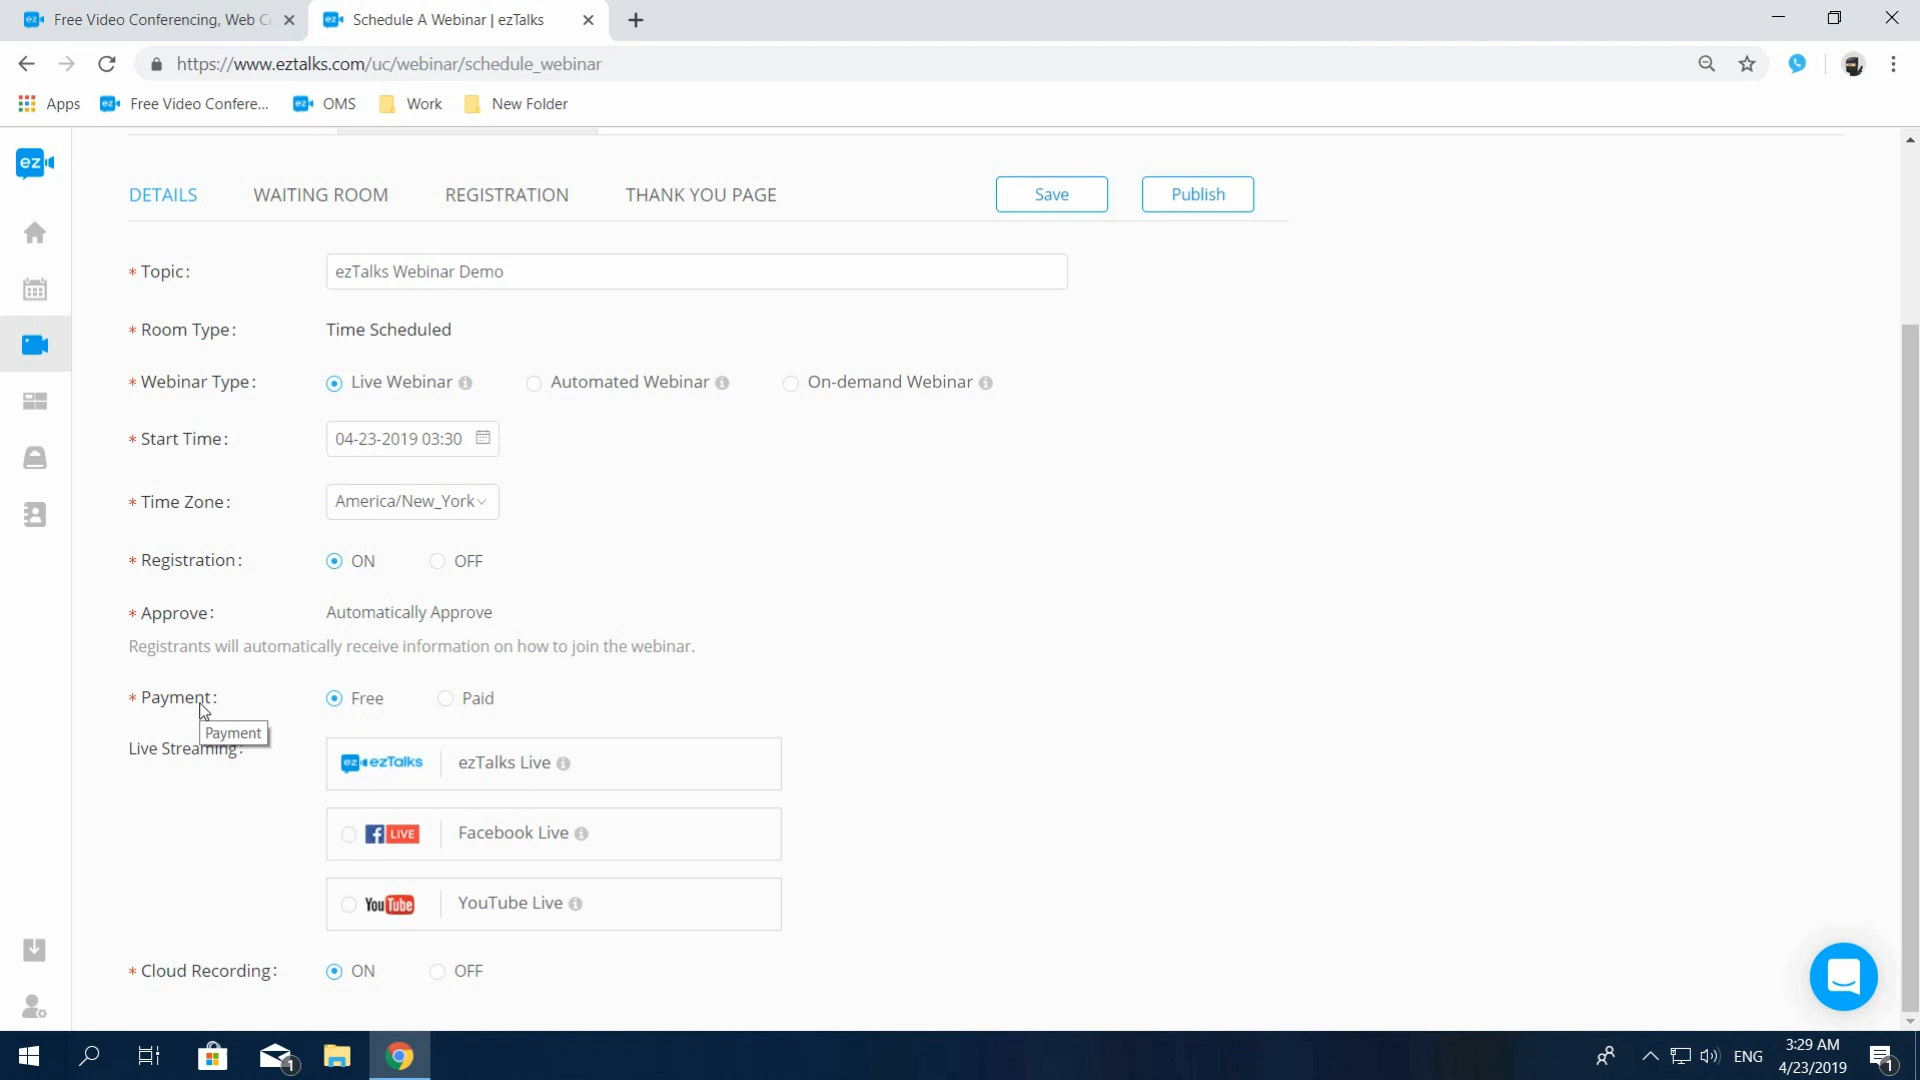 Free Video Conferencing, Web C
Schedule A Webinar | ezTalks
https://www.eztalks.com/uc/webinar/schedule_webinar
Apps
Free Video Confere...
OMS
Work
New Folder
ez
DETAILS
WAITING ROOM
REGISTRATION
THANK YOU PAGE
Save
Publish
* Topic:
ezTalks Webinar Demo
* Room Type:
Time Scheduled
* Webinar Type:
Live Webinar
Automated Webinar
On-demand Webinar
* Start Time:
04-23-2019 03:30
* Time Zone:
America/New_York
* Registration:
ON
OFF
* Approve:
Automatically Approve
Registrants will automatically receive information on how to join the webinar.
* Payment:
Free
Paid
Payment
Live Streaming:
ez ezTalks
ezTalks Live
f LIVE
Facebook Live
YouTube
YouTube Live
* Cloud Recording:
ON
OFF
1
ENG
3:29 AM
4/23/2019
1